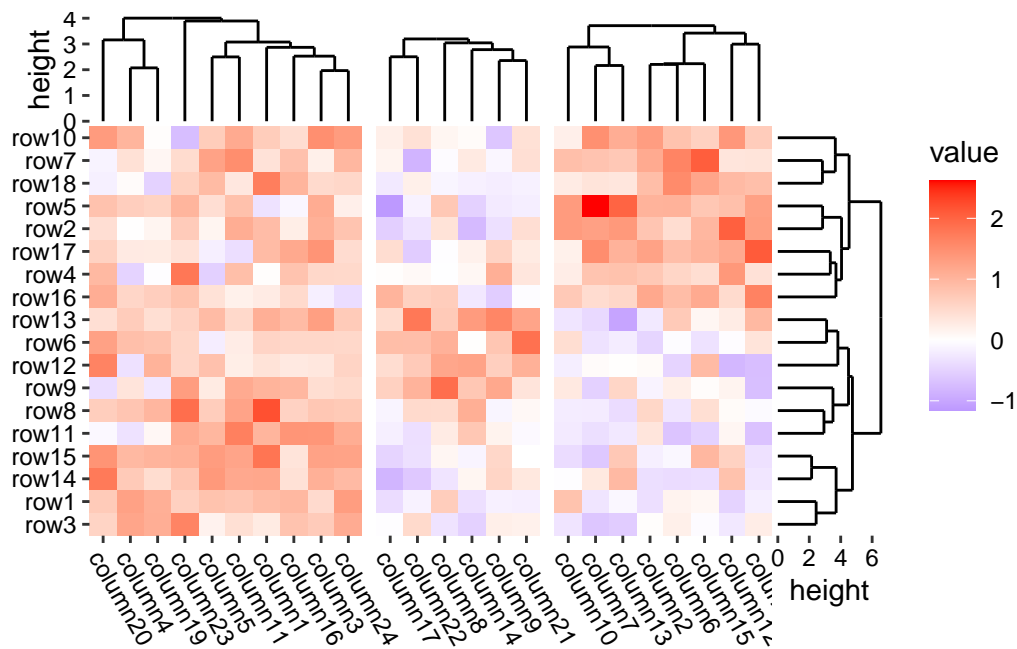 4
3
2
1
0
height
row10
row7
row18
row5
row2
row17
row4
row16
row13
row6
row12
row9
row8
row11
row15
row14
row1
row3
column20
column4
column19
column23
column5
column11
column1
column16
column3
column24
column17
column22
column8
column14
column9
column21
column10
column7
column13
column2
column6
column15
0 2 4 6
height
value
2
1
0
−1